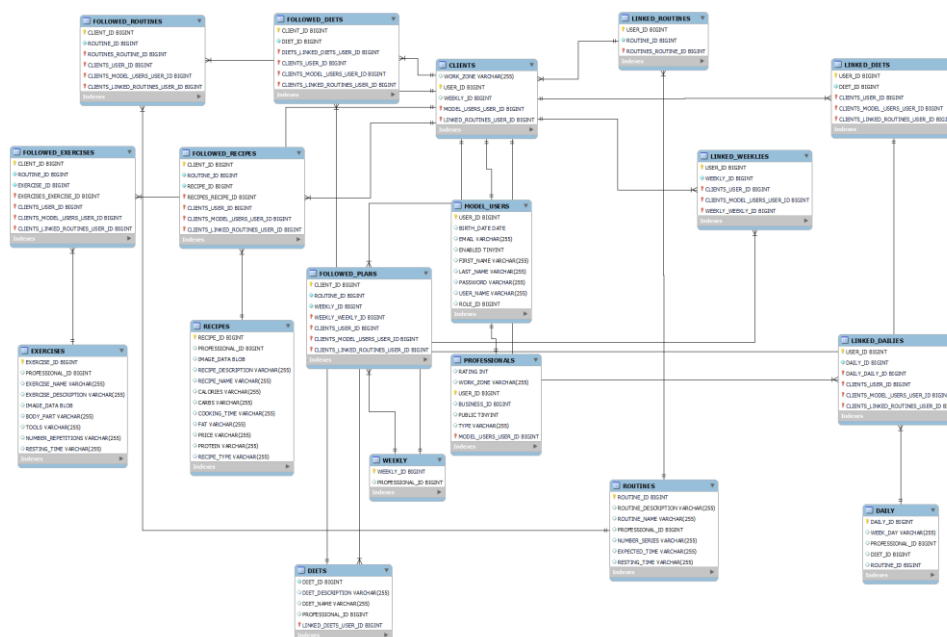 FOLLOWED_ROUTINES
CLIENT_ID BIGINT
ROUTINE_ID BIGINT
ROUTINES_ROUTINE_ID BIGINT
CLIENTS_USER_ID BIGINT
CLIENTS_MODEL_USERS_USER_ID BIGINT
CLIENTS_LINKED_ROUTINES_USER_ID BIGINT
Indexes
FOLLOWED_DIETS
CLIENT_ID BIGINT
DIET_ID BIGINT
DIETS_LINKED_DIETS_USER_ID BIGINT
CLIENTS_USER_ID BIGINT
CLIENTS_MODEL_USERS_USER_ID BIGINT
CLIENTS_LINKED_ROUTINES_USER_ID BIGINT
Indexes
LINKED_ROUTINES
USER_ID BIGINT
ROUTINE_ID BIGINT
ROUTINES_ROUTINE_ID BIGINT
Indexes
CLIENTS
WORK_ZONE VARCHAR(255)
USER_ID BIGINT
WEEKLY_ID BIGINT
MODEL_USERS_USER_ID BIGINT
LINKED_ROUTINES_USER_ID BIGINT
Indexes
LINKED_DIETS
USER_ID BIGINT
DIET_ID BIGINT
CLIENTS_USER_ID BIGINT
CLIENTS_MODEL_USERS_USER_ID BIGINT
CLIENTS_LINKED_ROUTINES_USER_ID BIGINT
Indexes
FOLLOWED_EXERCISES
CLIENT_ID BIGINT
ROUTINE_ID BIGINT
EXERCISE_ID BIGINT
EXERCISES_EXERCISE_ID BIGINT
CLIENTS_USER_ID BIGINT
CLIENTS_MODEL_USERS_USER_ID BIGINT
CLIENTS_LINKED_ROUTINES_USER_ID BIGINT
Indexes
FOLLOWED_RECIPES
CLIENT_ID BIGINT
ROUTINE_ID BIGINT
RECIPE_ID BIGINT
RECIPES_RECIPE_ID BIGINT
CLIENTS_USER_ID BIGINT
CLIENTS_MODEL_USERS_USER_ID BIGINT
CLIENTS_LINKED_ROUTINES_USER_ID BIGINT
Indexes
LINKED_WEEKLIES
USER_ID BIGINT
WEEKLY_ID BIGINT
CLIENTS_USER_ID BIGINT
CLIENTS_MODEL_USERS_USER_ID BIGINT
WEEKLY_WEEKLY_ID BIGINT
Indexes
MODEL_USERS
USER_ID BIGINT
BIRTH_DATE DATE
EMAIL VARCHAR(255)
ENABLED TINYINT
FIRST_NAME VARCHAR(255)
LAST_NAME VARCHAR(255)
PASSWORD VARCHAR(255)
USER_NAME VARCHAR(255)
ROLE_ID BIGINT
Indexes
FOLLOWED_PLANS
CLIENT_ID BIGINT
ROUTINE_ID BIGINT
WEEKLY_ID BIGINT
WEEKLY_WEEKLY_ID BIGINT
CLIENTS_USER_ID BIGINT
CLIENTS_MODEL_USERS_USER_ID BIGINT
CLIENTS_LINKED_ROUTINES_USER_ID BIGINT
Indexes
RECIPES
RECIPE_ID BIGINT
PROFESSIONAL_ID BIGINT
IMAGE_DATA BLOB
RECIPE_DESCRIPTION VARCHAR(255)
RECIPE_NAME VARCHAR(255)
CALORIES VARCHAR(255)
CARBS VARCHAR(255)
COOKING_TIME VARCHAR(255)
FAT VARCHAR(255)
PRICE VARCHAR(255)
PROTEIN VARCHAR(255)
RECIPE_TYPE VARCHAR(255)
Indexes
EXERCISES
EXERCISE_ID BIGINT
PROFESSIONAL_ID BIGINT
EXERCISE_NAME VARCHAR(255)
EXERCISE_DESCRIPTION VARCHAR(255)
IMAGE_DATA BLOB
BODY_PART VARCHAR(255)
TOOLS VARCHAR(255)
NUMBER_REPETITIONS VARCHAR(255)
RESTING_TIME VARCHAR(255)
Indexes
PROFESSIONALS
RATING INT
WORK_ZONE VARCHAR(255)
USER_ID BIGINT
BUSINESS_ID BIGINT
PUBLIC TINYINT
TYPE VARCHAR(255)
MODEL_USERS_USER_ID BIGINT
Indexes
LINKED_DAILIES
USER_ID BIGINT
DAILY_ID BIGINT
DAILY_DAILY_ID BIGINT
CLIENTS_USER_ID BIGINT
CLIENTS_MODEL_USERS_USER_ID BIGINT
CLIENTS_LINKED_ROUTINES_USER_ID BIGINT
Indexes
WEEKLY
WEEKLY_ID BIGINT
PROFESSIONAL_ID BIGINT
Indexes
ROUTINES
ROUTINE_ID BIGINT
ROUTINE_DESCRIPTION VARCHAR(255)
ROUTINE_NAME VARCHAR(255)
PROFESSIONAL_ID BIGINT
NUMBER_SERIES VARCHAR(255)
EXPECTED_TIME VARCHAR(255)
RESTING_TIME VARCHAR(255)
Indexes
DAILY
DAILY_ID BIGINT
WEEK_DAY VARCHAR(255)
PROFESSIONAL_ID BIGINT
DIET_ID BIGINT
ROUTINE_ID BIGINT
Indexes
DIETS
DIET_ID BIGINT
DIET_DESCRIPTION VARCHAR(255)
DIET_NAME VARCHAR(255)
PROFESSIONAL_ID BIGINT
LINKED_DIETS_USER_ID BIGINT
Indexes